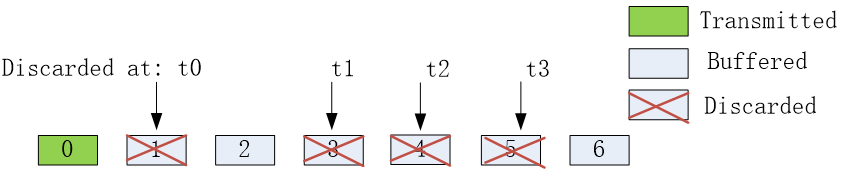 Transmitted
Buffered
Discarded
Discarded at: t0 t1 t2 t3
0 1 2 3 4 5 6